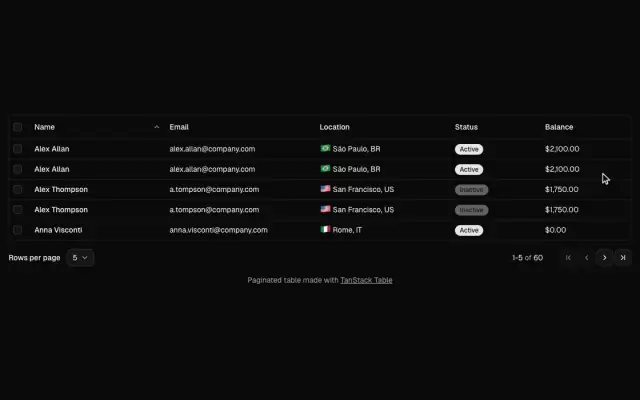 Name Email Location Status Balance
Alex Allan alex.allan@company.com São Paulo, BR Active $2,100.00
Alex Allan alex.allan@company.com São Paulo, BR Active $2,100.00
Alex Thompson a.tompson@company.com San Francisco, US Inactive $1,750.00
Alex Thompson a.tompson@company.com San Francisco, US Inactive $1,750.00
Anna Visconti anna.visconti@company.com Rome, IT Active $0.00
Rows per page 5 1-5 of 60
Paginated table made with TanStack Table